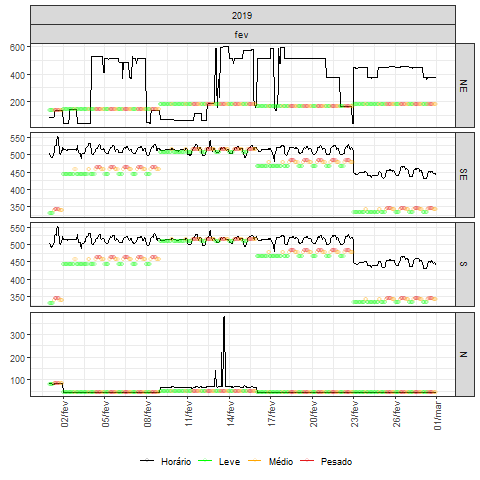 2019
fev
600
400
200
NE
550
500
450
400
350
SE
550
500
450
400
350
S
300
200
100
N
02/fev 05/fev 08/fev 11/fev 14/fev 17/fev 20/fev 23/fev 26/fev 01/mar
Horário Leve Médio Pesado